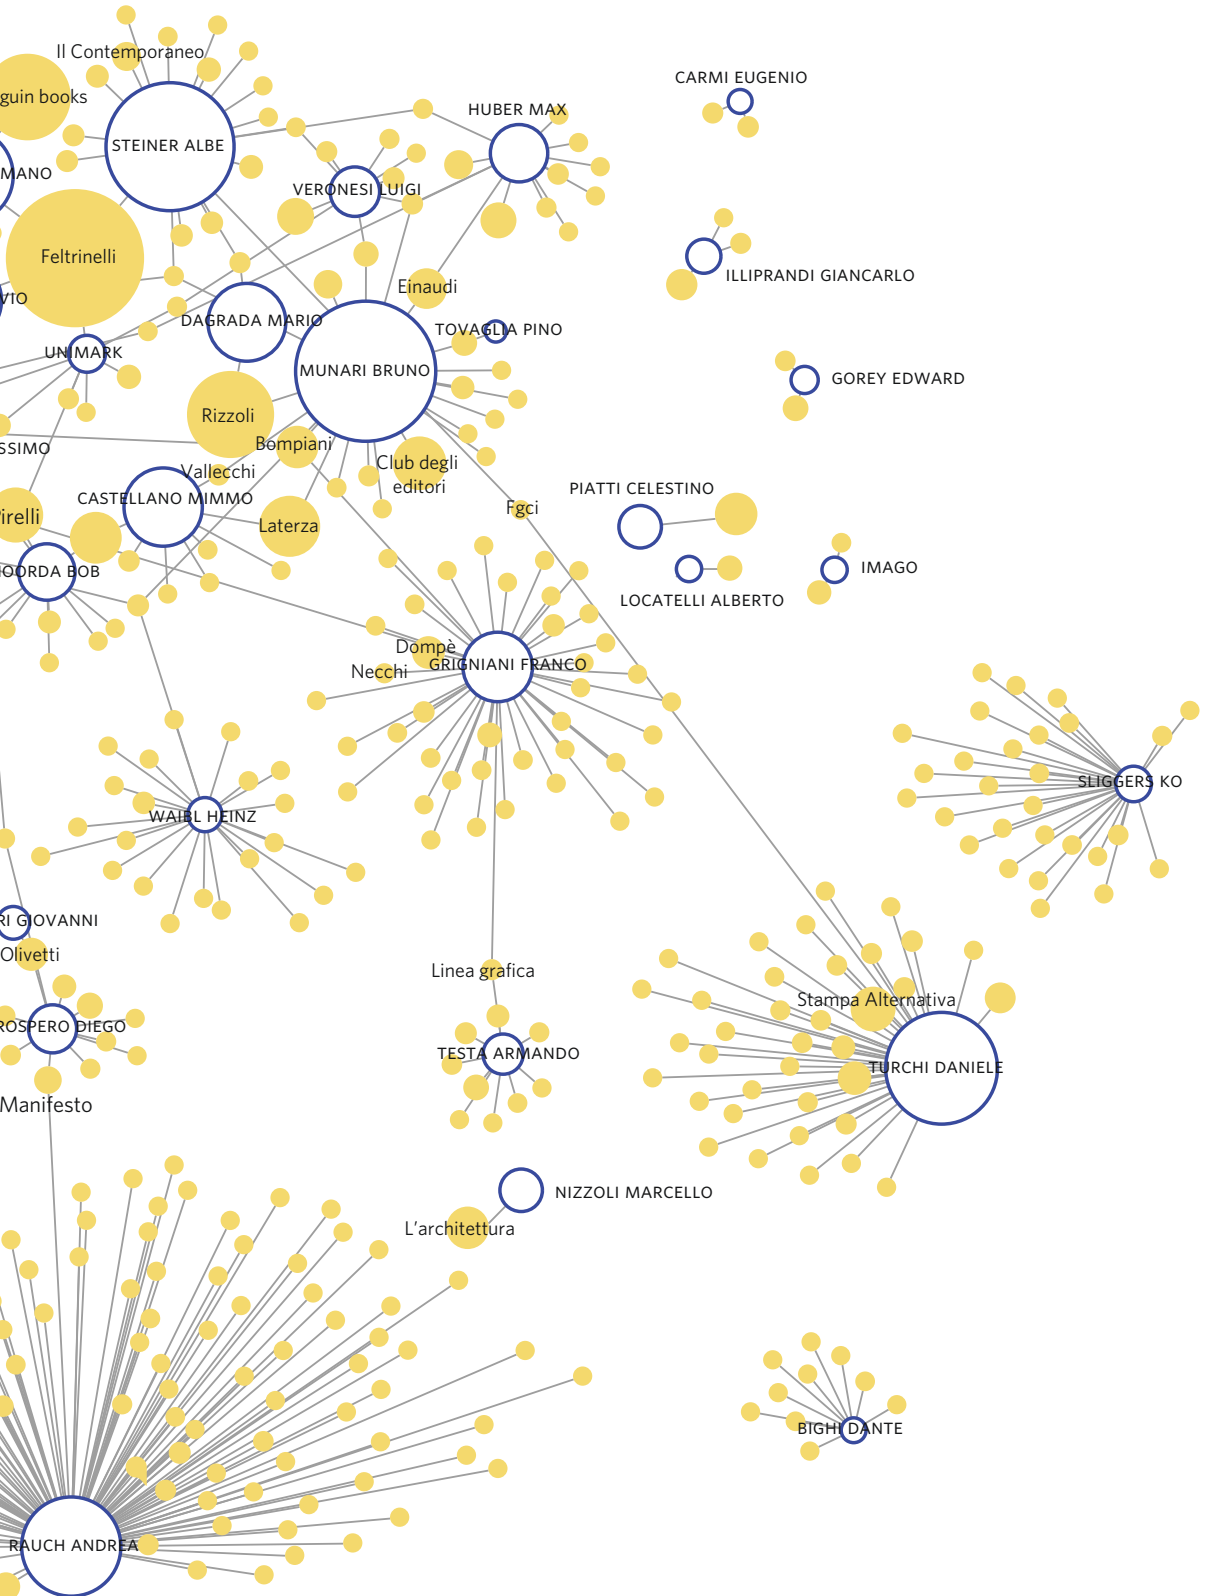 Il Contemporaneo
CARMI EUGENIO
guin books
HUBER MAX
STEINER ALBE
MANO
VERONESI LUIGI
Feltrinelli
ILLIPRANDI GIANCARLO
Einaudi
VIO
DAGRADA MARIO
TOVAGLIA PINO
UNIMARK
MUNARI BRUNO
GOREY EDWARD
Rizzoli
Bompiani
SSIMO
Club degli
editori
Vallecchi
PIATTI CELESTINO
CASTELLANO MIMMO
Fgci
irelli
Laterza
IMAGO
OORDA BOB
LOCATELLI ALBERTO
Dompè
GRIGNIANI FRANCO
Necchi
SLIGGERS KO
WAIBL HEINZ
RI GIOVANNI
Olivetti
Linea grafica
Stampa Alternativa
ROSPERO DIEGO
TESTA ARMANDO
TURCHI DANIELE
Manifesto
NIZZOLI MARCELLO
L'architettura
BIGHI DANTE
RAUCH ANDREA